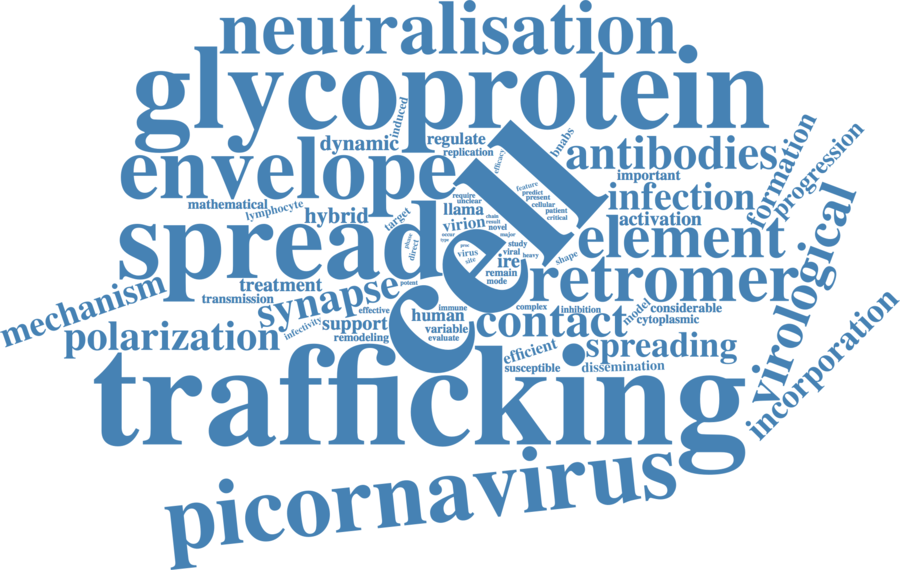 neutralisation
glycoprotein
induced
dynamic
regulate
replication
efficacy
bnabs
envelope
antibodies
important
formation
progression
mathematical
lymphocyte
hybrid
target
require
unclear
llama
virion
chain
result
novel
feature
predict
present
cellular
patient
critical
infection
activation
spread
phase
direct
occur
major
type
study
virus
viral
site
heavy
ire
remain
mode
shape
element
cell
retromer
virological
treatment
transmission
potent
synapse
mechanism
polarization
infectivity
effective
support
remodeling
immune
human
variable
evaluate
complex
contact
inhibition
model
considerable
cytoplasmic
efficient
susceptible
spreading
dissemination
incorporation
trafficking
picornavirus